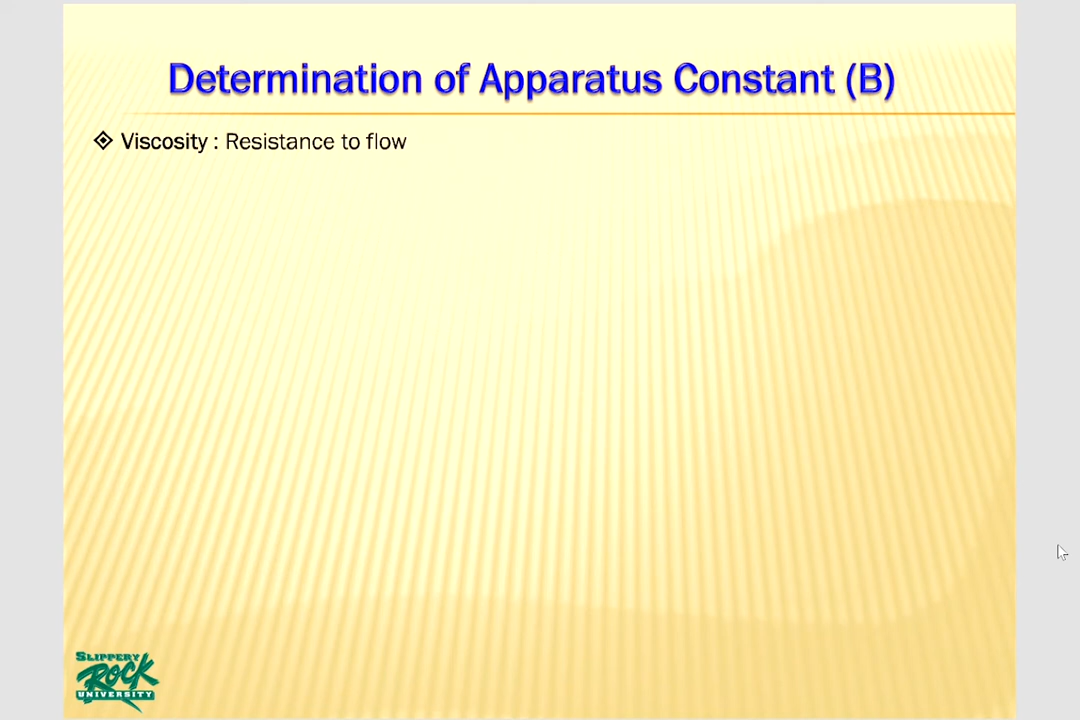 Determination of Apparatus Constant (B)
Viscosity : Resistance to flow
SLIPPERY
ROCK
UNIVERSITY